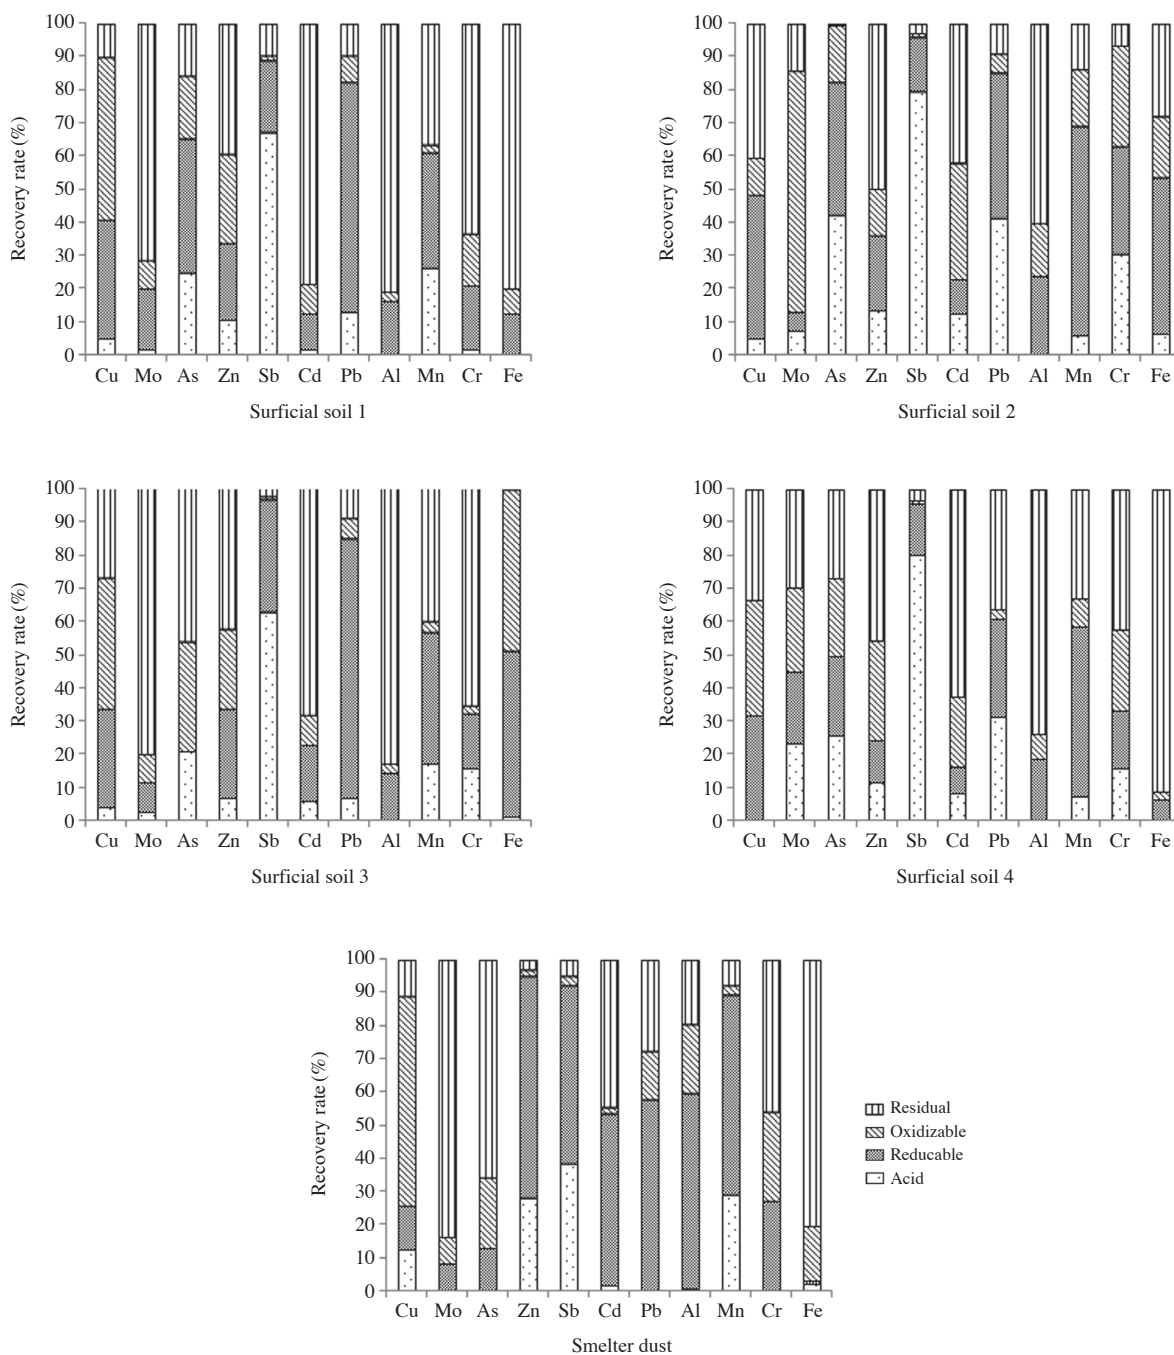 Recovery rate (%)
100
90
80
70
60
50
40
30
20
10
0
Cu Mo As Zn Sb Cd Pb Al Mn Cr Fe
Surficial soil 1
Recovery rate (%)
100
90
80
70
60
50
40
30
20
10
0
Cu Mo As Zn Sb Cd Pb Al Mn Cr Fe
Surficial soil 2
Recovery rate (%)
100
90
80
70
60
50
40
30
20
10
0
Cu Mo As Zn Sb Cd Pb Al Mn Cr Fe
Surficial soil 3
Recovery rate (%)
100
90
80
70
60
50
40
30
20
10
0
Cu Mo As Zn Sb Cd Pb Al Mn Cr Fe
Surficial soil 4
Recovery rate (%)
100
90
80
70
60
50
40
30
20
10
0
Cu Mo As Zn Sb Cd Pb Al Mn Cr Fe
Smelter dust
Residual
Oxidizable
Reducable
Acid